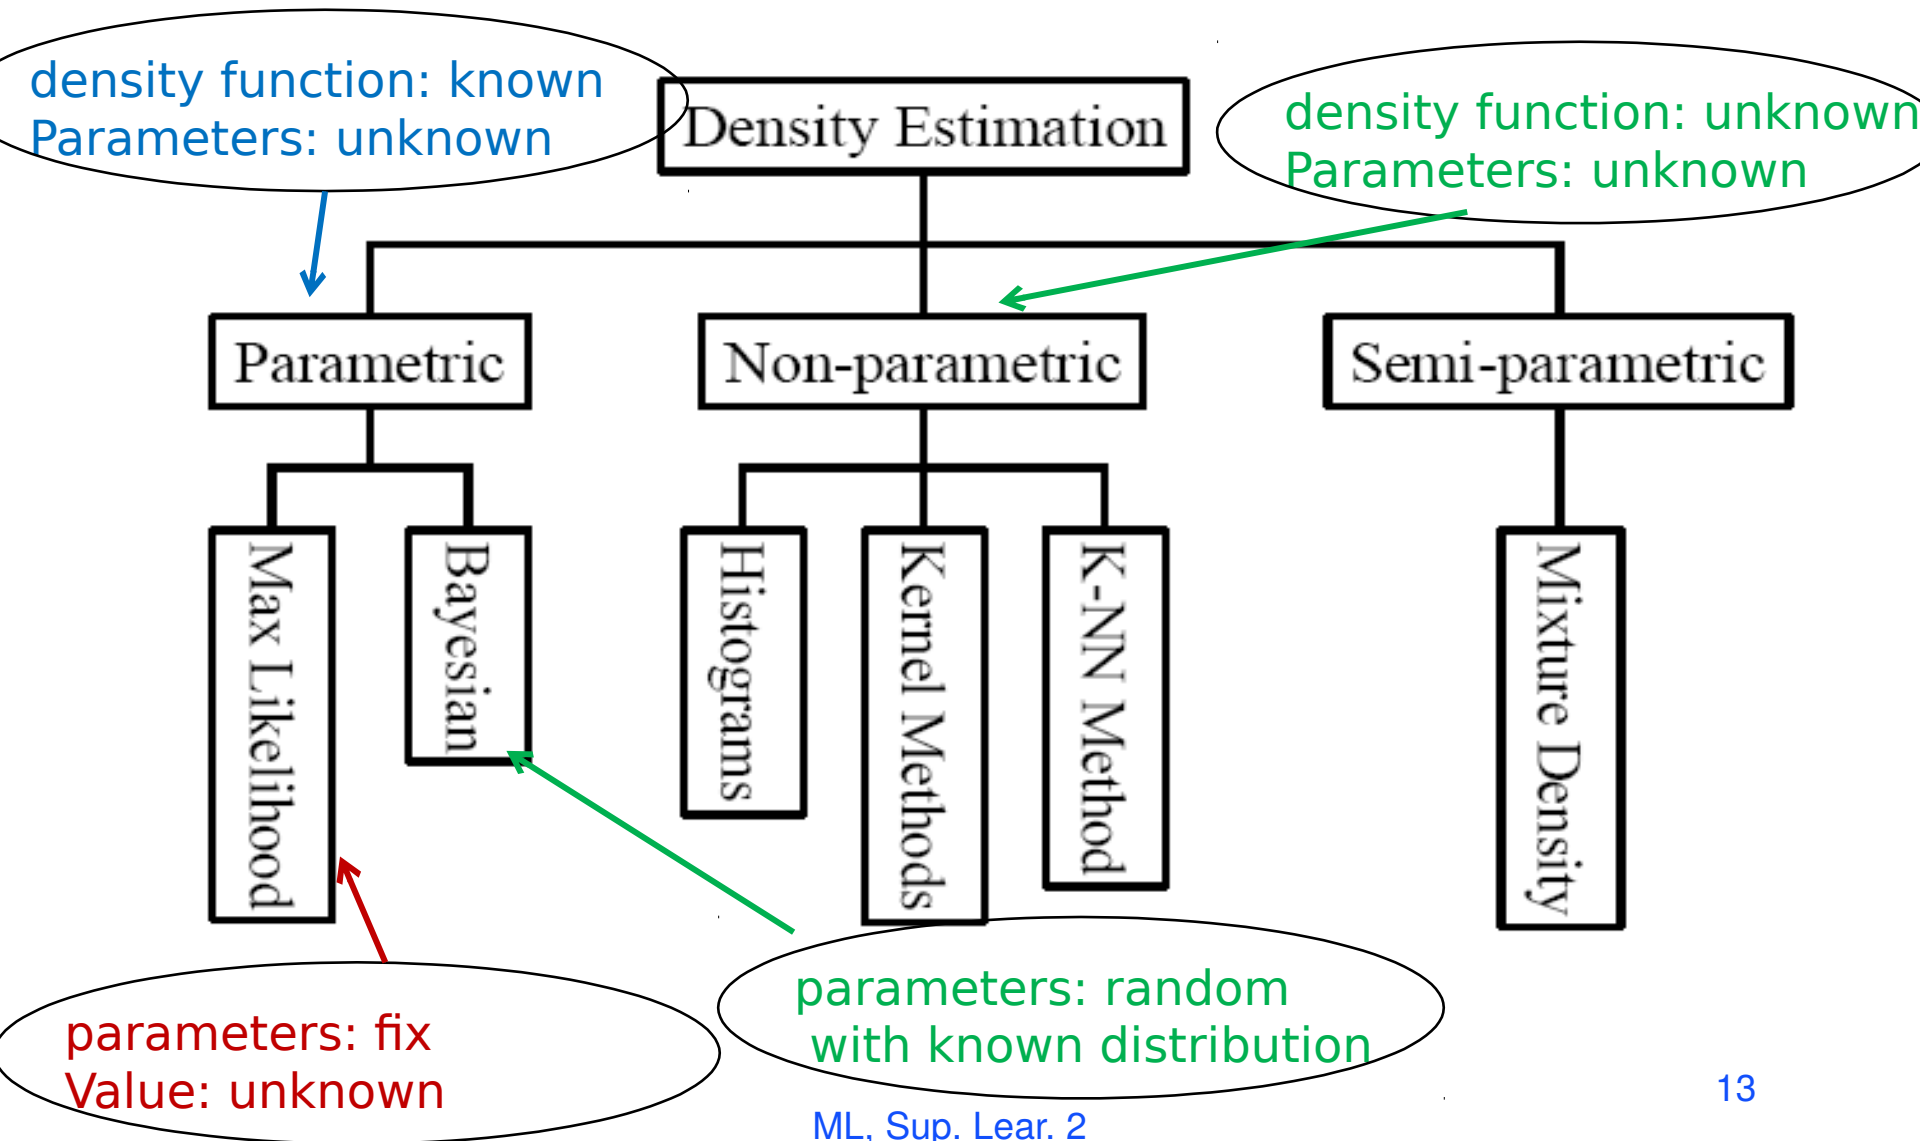 density function: known
Parameters: unknown
Density Estimation
density function: unknown
Parameters: unknown
Parametric
Non-parametric
Semi-parametric
Max Likelihood
Bayesian
Histograms
Kernel Methods
K-NN Method
Mixture Density
parameters: fix
Value: unknown
parameters: random
with known distribution
13
ML, Sup. Lear. 2